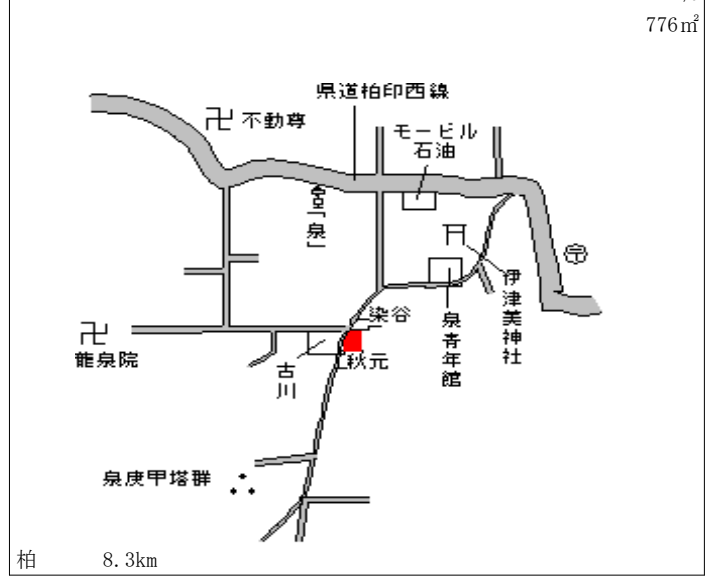 776㎡
県道柏印西線
卍 不動尊
モービル
石油
「泉」
〒
伊津美神社
染谷
泉青年館
卍
龍泉院
古川
秋元
泉庚甲塔群
柏 8.3km